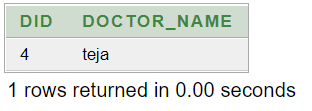 DID DOCTOR_NAME
4 teja
1 rows returned in 0.00 seconds